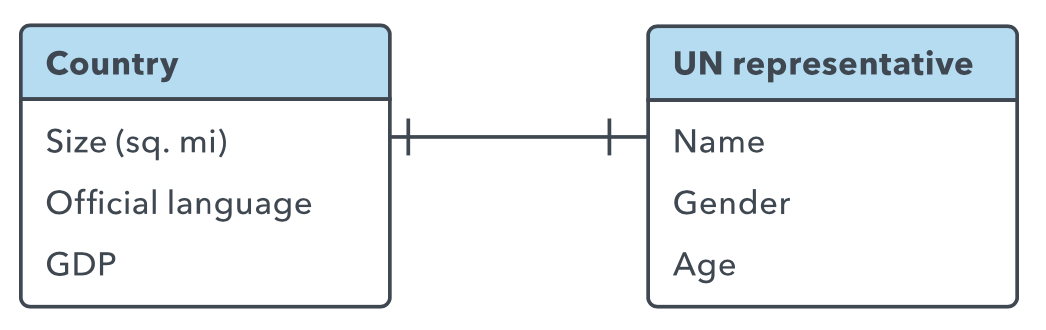 Country
Size (sq. mi)
Official language
GDP
UN representative
Name
Gender
Age